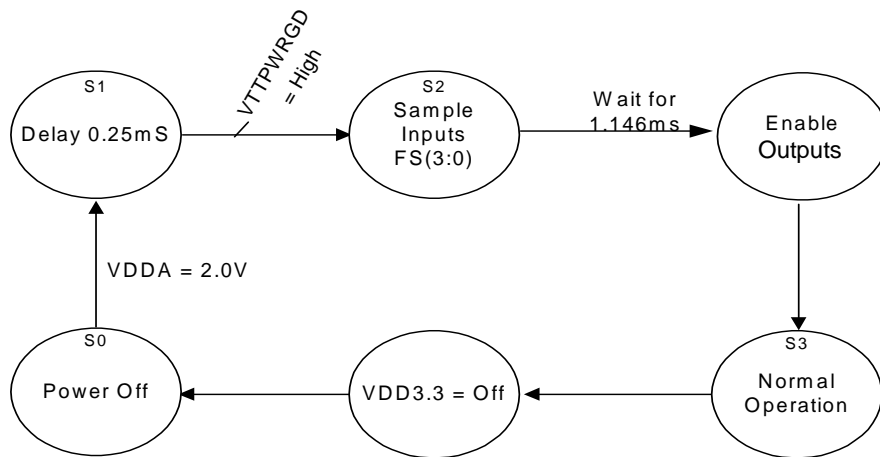 S1
Delay 0.25mS
VTTPWRGD
= High
S2
Sample
Inputs
FS(3:0)
Wait for
1.146ms
Enable
Outputs
VDDA = 2.0V
S0
Power Off
VDD3.3 = Off
S3
Normal
Operation